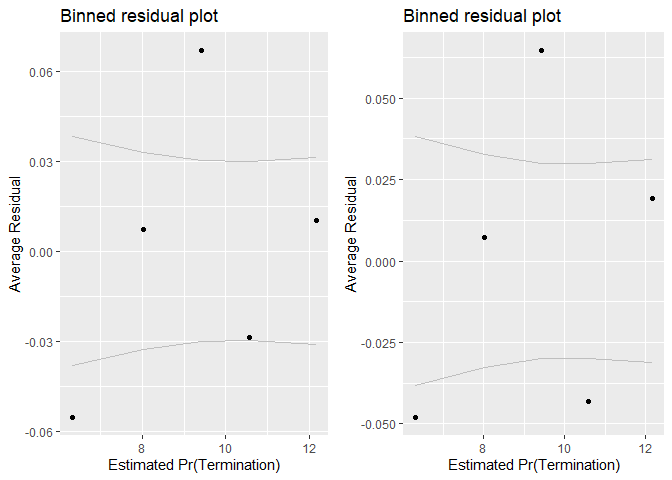 Binned residual plot
Average Residual
0.06
0.03
0.00
-0.03
-0.06
8 10 12
Estimated Pr(Termination)
Binned residual plot
Average Residual
0.050
0.025
0.000
-0.025
-0.050
8 10 12
Estimated Pr(Termination)